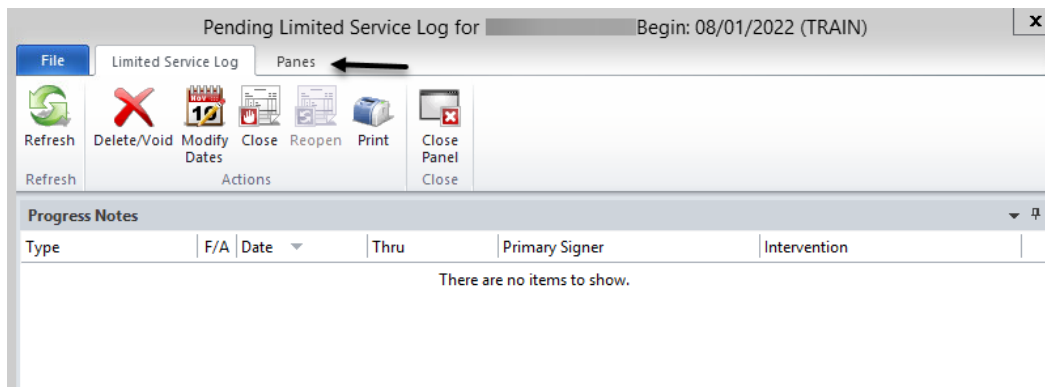 Pending Limited Service Log for Begin: 08/01/2022 (TRAIN) x
File Limited Service Log Panes
Nov
10
Refresh Delete/Void Modify Dates Close Reopen Print Close Panel
Refresh Actions Close
Progress Notes
Type F/A Date Thru Primary Signer Intervention
There are no items to show.